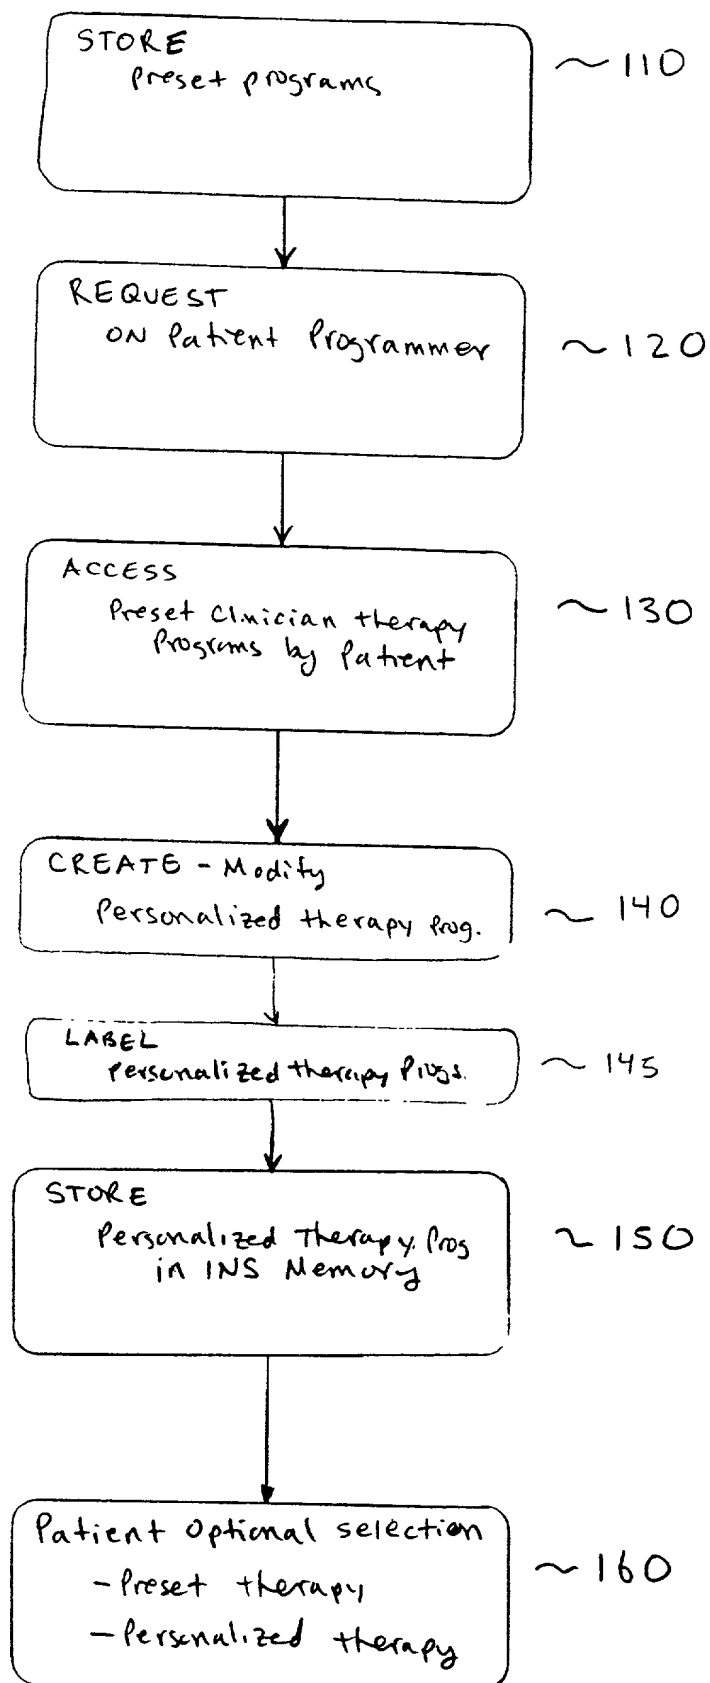 STORE
Preset programs
~110
REQUEST
ON Patient Programmer
~120
ACCESS
Preset Clinician therapy
Programs by Patient
~130
CREATE - Modify
Personalized therapy Prog.
~140
LABEL
Personalized therapy Progs.
~145
STORE
Personalized Therapy. Prog
in INS Memory
~150
Patient Optional selection
- Preset therapy
- Personalized therapy
~160